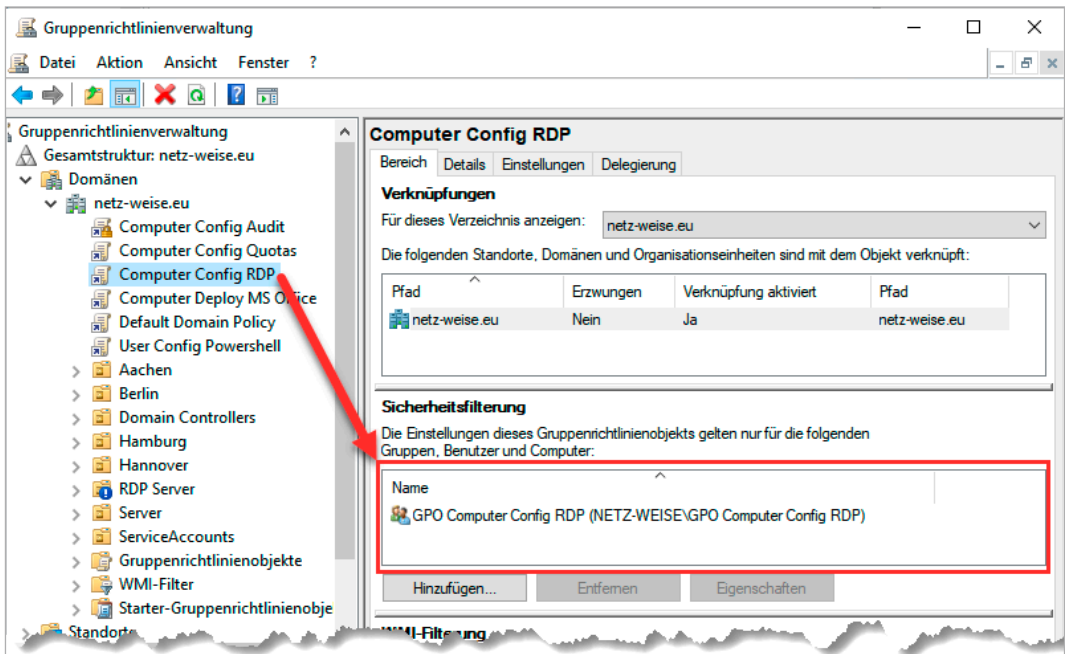 Gruppenrichtlinienverwaltung
Datei Aktion Ansicht Fenster ?
Gruppenrichtlinienverwaltung
Gesamtstruktur: netz-weise.eu
Domänen
netz-weise.eu
Computer Config Audit
Computer Config Quotas
Computer Config RDP
Computer Deploy MS Office
Default Domain Policy
User Config Powershell
Aachen
Berlin
Domain Controllers
Hamburg
Hannover
RDP Server
Server
ServiceAccounts
Gruppenrichtlinienobjekte
WMI-Filter
Starter-Gruppenrichtlinienobje
Standorte
Computer Config RDP
Bereich Details Einstellungen Delegierung
Verknüpfungen
Für dieses Verzeichnis anzeigen: netz-weise.eu
Die folgenden Standorte, Domänen und Organisationseinheiten sind mit dem Objekt verknüpft:
Pfad Erzwungen Verknüpfung aktiviert Pfad
netz-weise.eu Nein Ja netz-weise.eu
Sicherheitsfilterung
Die Einstellungen dieses Gruppenrichtlinienobjekts gelten nur für die folgenden
Gruppen, Benutzer und Computer:
Name
GPO Computer Config RDP (NETZ-WEISE\GPO Computer Config RDP)
Hinzufügen... Entfernen Eigenschaften
WMI-Filterung